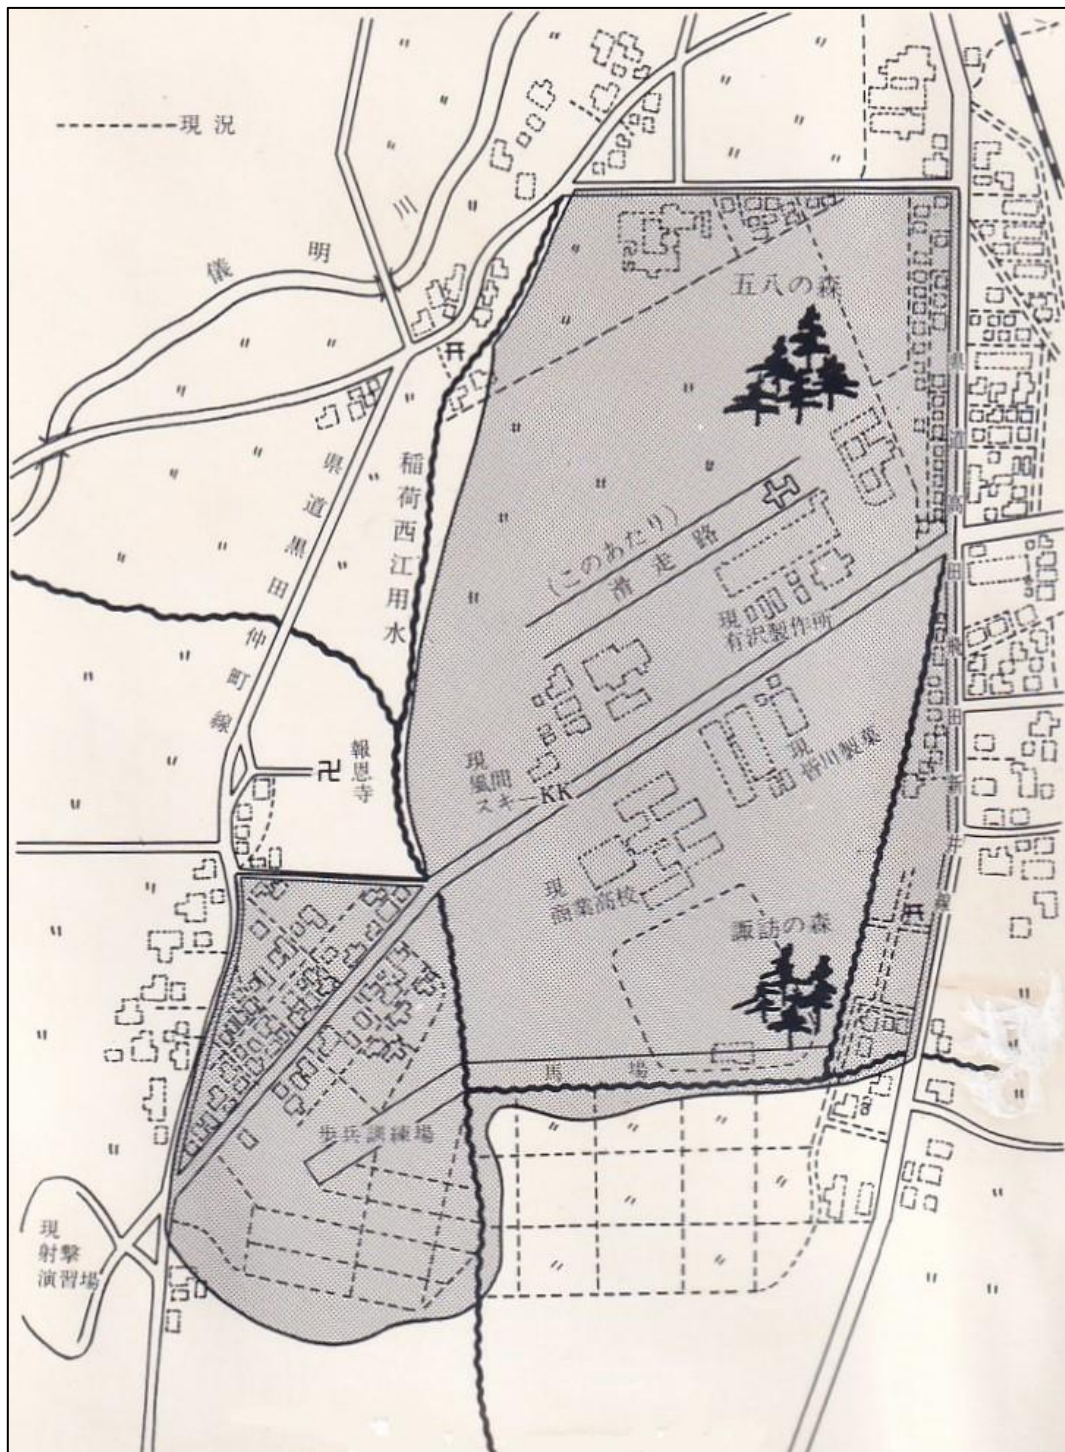 現況
儀明川
五八の森
県道高田飛田新井線
稲荷西江用水
県道黒田仲町線
(このあたり)
滑走路
現
有沢製作所
報恩寺
現
風間
スキーKK
現
皆川製菓
現
商業高校
諏訪の森
馬場
歩兵訓練場
現
射撃
演習場